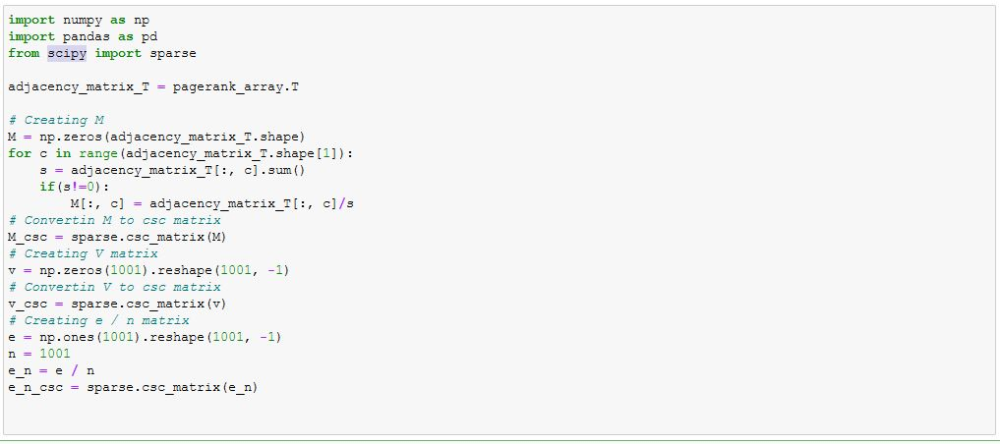 import numpy as np
import pandas as pd
from scipy import sparse
adjacency_matrix_T = pagerank_array.T
# Creating M
M = np.zeros(adjacency_matrix_T.shape)
for c in range(adjacency_matrix_T.shape[1]):
    s = adjacency_matrix_T[:, c].sum()
    if(s!=0):
        M[:, c] = adjacency_matrix_T[:, c]/s
# Convertin M to csc matrix
M_csc = sparse.csc_matrix(M)
# Creating V matrix
v = np.zeros(1001).reshape(1001, -1)
# Convertin V to csc matrix
v_csc = sparse.csc_matrix(v)
# Creating e / n matrix
e = np.ones(1001).reshape(1001, -1)
n = 1001
e_n = e / n
e_n_csc = sparse.csc_matrix(e_n)